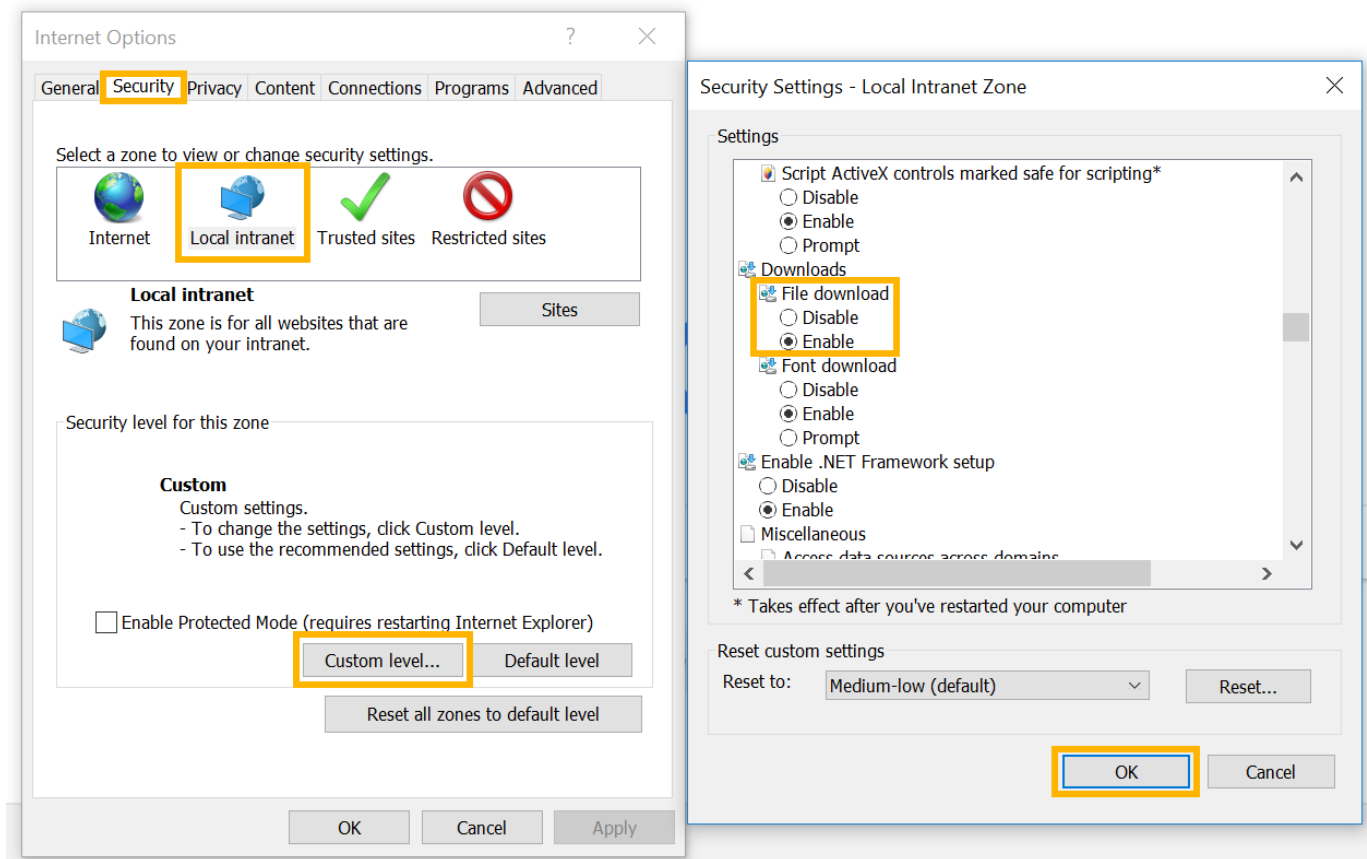 Internet Options
?
General Security Privacy Content Connections Programs Advanced
Select a zone to view or change security settings.
Internet Local intranet Trusted sites Restricted sites
Local intranet
This zone is for all websites that are
found on your intranet.
Sites
Security level for this zone
Custom
Custom settings.
- To change the settings, click Custom level.
- To use the recommended settings, click Default level.
Enable Protected Mode (requires restarting Internet Explorer)
Custom level... Default level
Reset all zones to default level
OK Cancel Apply
Security Settings - Local Intranet Zone
Settings
Script ActiveX controls marked safe for scripting*
Disable
Enable
Prompt
Downloads
File download
Disable
Enable
Font download
Disable
Enable
Prompt
Enable .NET Framework setup
Disable
Enable
Miscellaneous
Access data sources across domains
* Takes effect after you've restarted your computer
Reset custom settings
Reset to: Medium-low (default) Reset...
OK Cancel